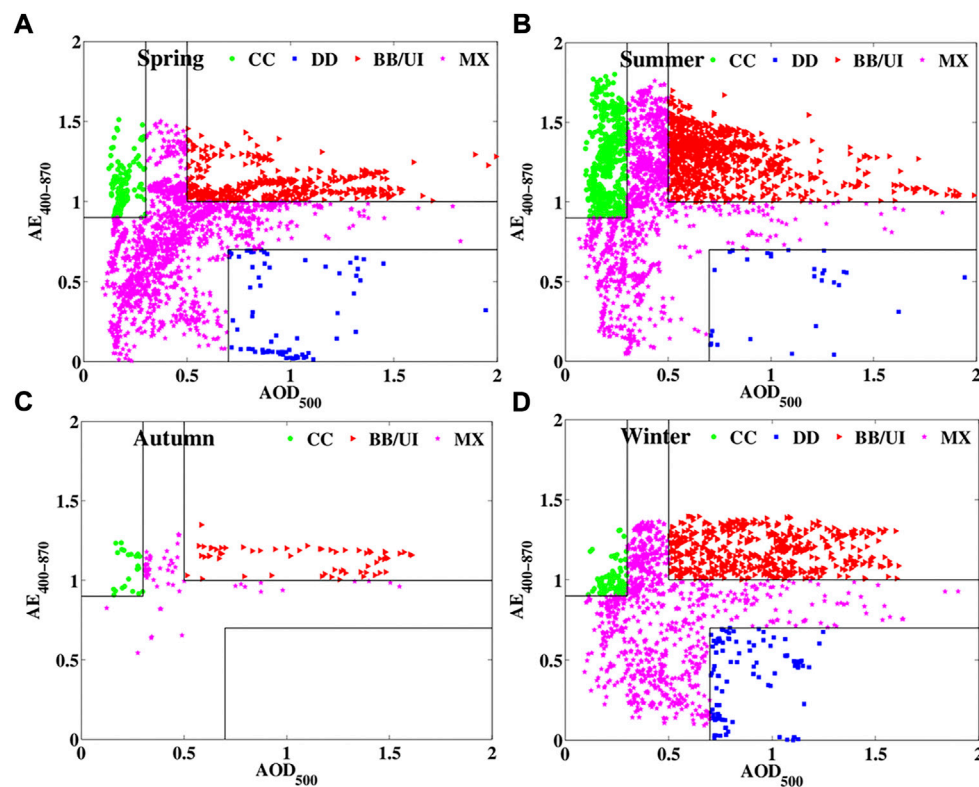 A
Spring CC DD BB/UI MX
2
1.5
1
0.5
0
0 0.5 1 1.5 2
AE400-870
AOD500
B
Summer CC DD BB/UI MX
2
1.5
1
0.5
0
0 0.5 1 1.5 2
AE400-870
AOD500
C
Autumn CC BB/UI MX
2
1.5
1
0.5
0
0 0.5 1 1.5 2
AE400-870
AOD500
D
Winter CC DD BB/UI MX
2
1.5
1
0.5
0
0 0.5 1 1.5 2
AE400-870
AOD500